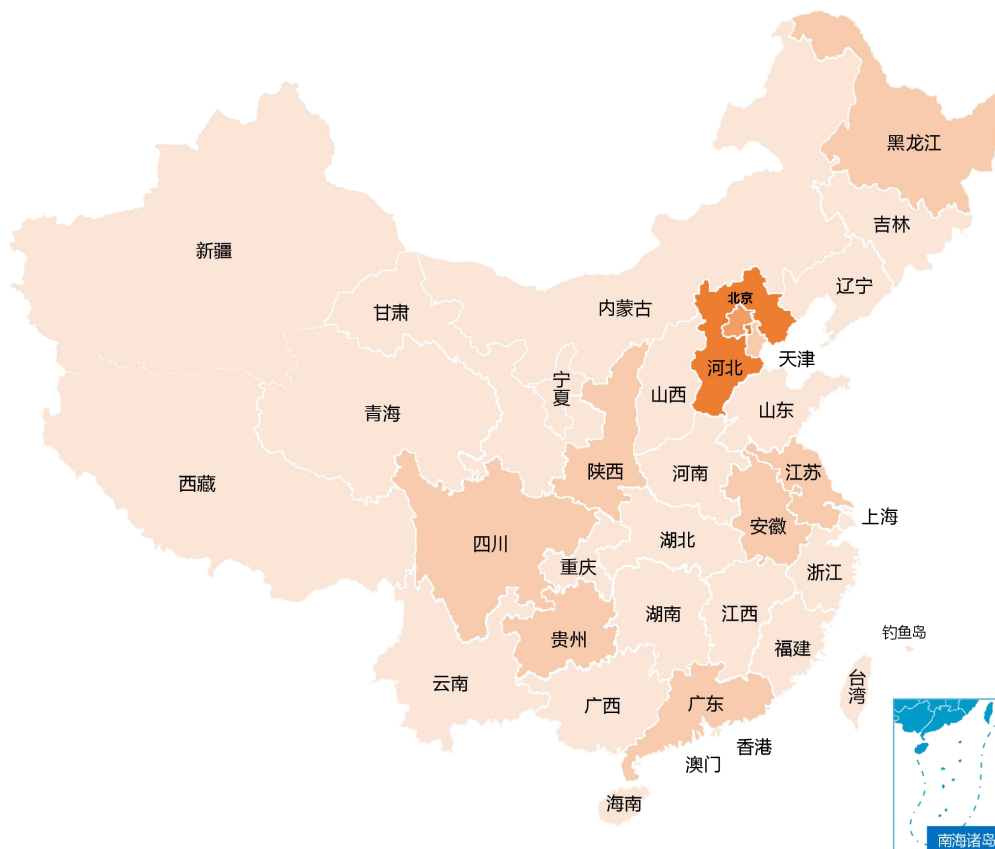 黑龙江
吉林
新疆
辽宁
北京
内蒙古
甘肃
天津
河北
宁夏
山西
青海
山东
陕西
河南
江苏
西藏
上海
安徽
湖北
四川
重庆
浙江
湖南
江西
贵州
钓鱼岛
福建
云南
台湾
广西
广东
香港
澳门
海南
南海诸岛